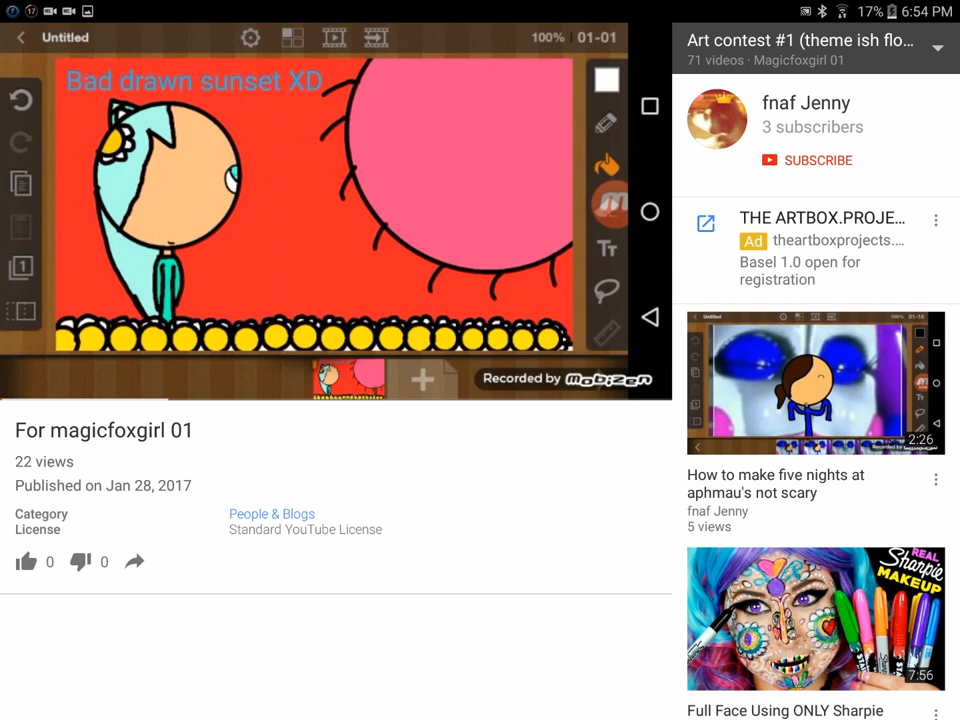 17% 6:54 PM
Untitled
100% 01-01
Bad drawn sunset XD
Tт
1
Recorded by mobizen
For magicfoxgirl 01
22 views
Published on Jan 28, 2017
Category People & Blogs
License Standard YouTube License
0 0
Art contest #1 (theme ish flo...
71 videos · Magicfoxgirl 01
fnaf Jenny
3 subscribers
SUBSCRIBE
THE ARTBOX.PROJE...
Ad theartboxprojects....
Basel 1.0 open for
registration
2:26
How to make five nights at
aphmau's not scary
fnaf Jenny
5 views
REAL
Sharpie
MAKEUP
7:56
Full Face Using ONLY Sharpie